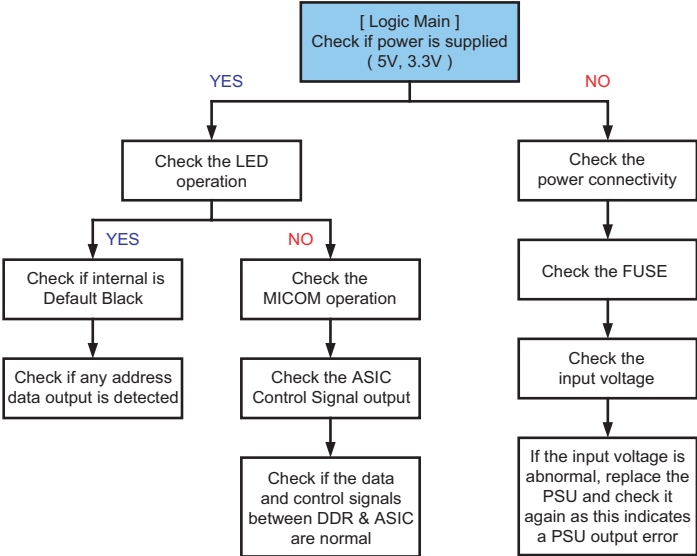 [ Logic Main ]
Check if power is supplied
( 5V, 3.3V )
YES
NO
Check the LED
operation
Check the
power connectivity
YES
NO
Check if internal is
Default Black
Check the
MICOM operation
Check the FUSE
Check if any address
data output is detected
Check the ASIC
Control Signal output
Check the
input voltage
Check if the data
and control signals
between DDR & ASIC
are normal
If the input voltage is
abnormal, replace the
PSU and check it
again as this indicates
a PSU output error